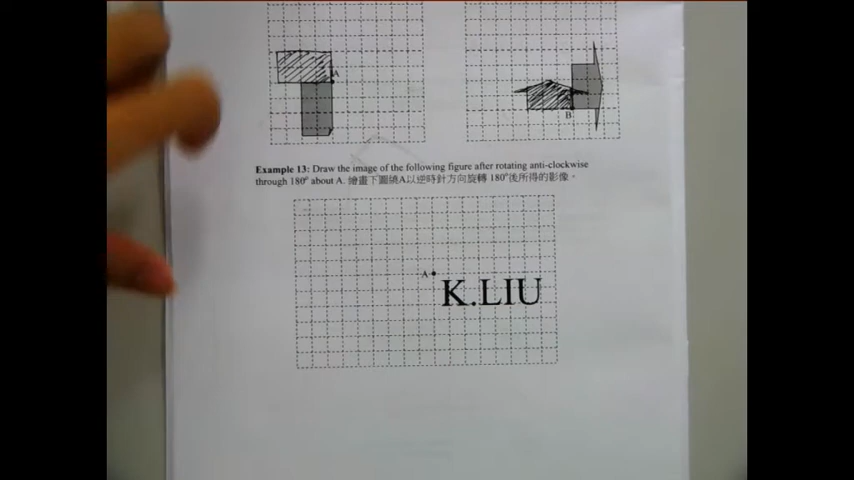 A
B
Example 13: Draw the image of the following figure after rotating anti-clockwise
through 180° about A. 繪畫下圖繞A以逆時針方向旋轉 180°後所得的影像。
A
K.LIU